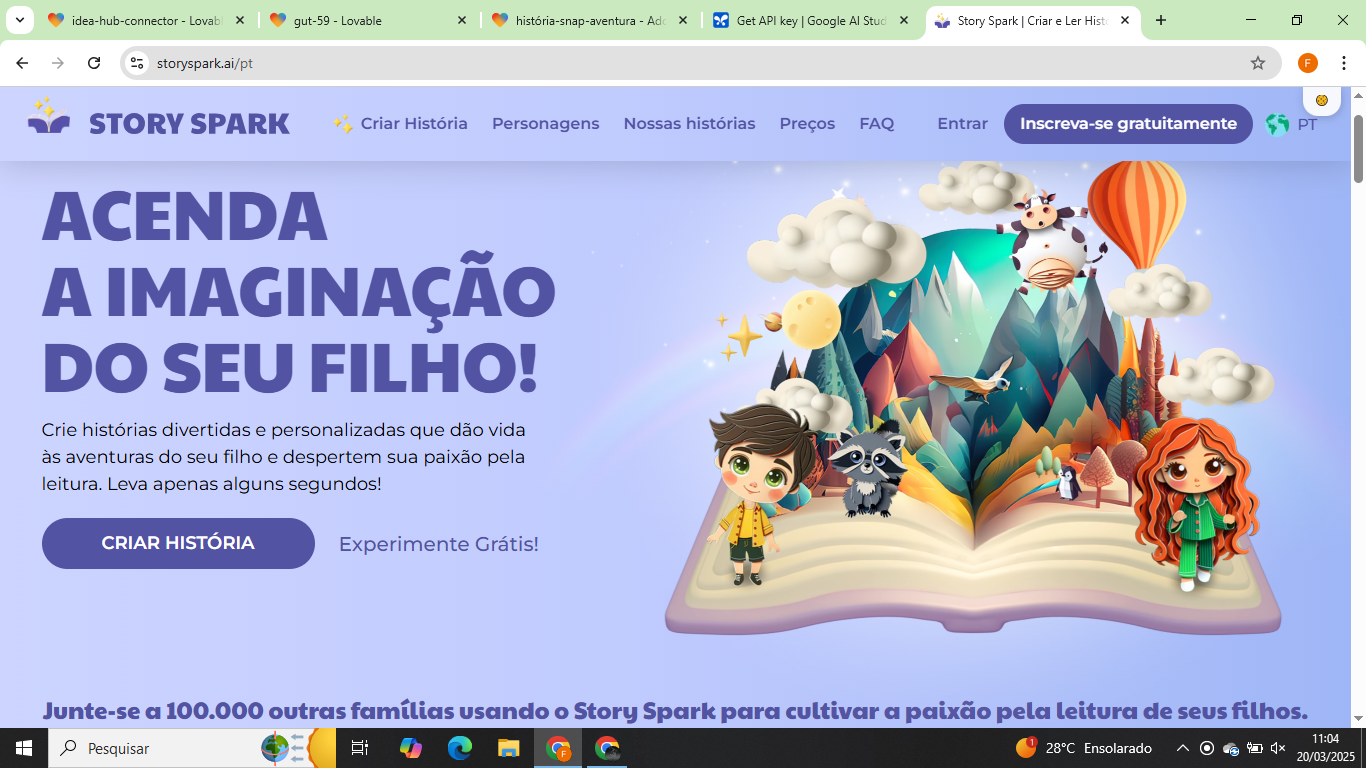 idea-hub-connector - Lovabl
gut-59 - Lovable
história-snap-aventura - Ado
Get API key | Google AI Stud
Story Spark | Criar e Ler Histó
storyspark.ai/pt
F
STORY SPARK
Criar História
Personagens
Nossas histórias
Preços
FAQ
Entrar
Inscreva-se gratuitamente
PT
ACENDA
A IMAGINAÇÃO
DO SEU FILHO!
Crie histórias divertidas e personalizadas que dão vida
às aventuras do seu filho e despertem sua paixão pela
leitura. Leva apenas alguns segundos!
CRIAR HISTÓRIA
Experimente Grátis!
Junte-se a 100.000 outras famílias usando o Story Spark para cultivar a paixão pela leitura de seus filhos.
Pesquisar
F
1
28°C Ensolarado
11:04
20/03/2025